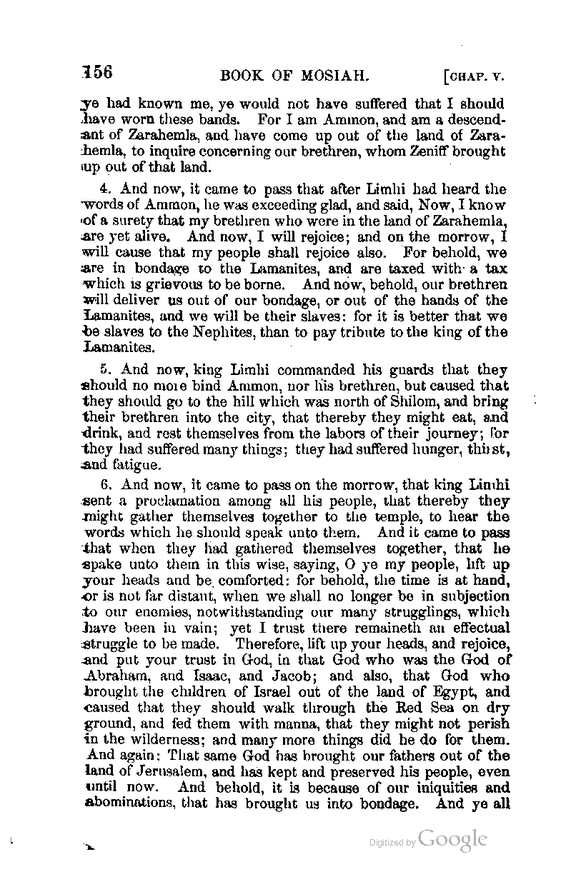 156 BOOK OF MOSIAH. [CHAP. V.
ye had known me, ye would not have suffered that I should
have worn these bands. For I am Ammon, and am a descend-
ant of Zarahemla, and have come up out of the land of Zara-
hemla, to inquire concerning our brethren, whom Zeniff brought
up out of that land.
4. And now, it came to pass that after Limhi had heard the
words of Ammon, he was exceeding glad, and said, Now, I know
of a surety that my brethren who were in the land of Zarahemla,
are yet alive. And now, I will rejoice; and on the morrow, I
will cause that my people shall rejoice also. For behold, we
are in bondage to the Lamanites, and are taxed with a tax
which is grievous to be borne. And now, behold, our brethren
will deliver us out of our bondage, or out of the hands of the
Lamanites, and we will be their slaves: for it is better that we
be slaves to the Nephites, than to pay tribute to the king of the
Lamanites.
5. And now, king Limhi commanded his guards that they
should no more bind Ammon, nor his brethren, but caused that
they should go to the hill which was north of Shilom, and bring
their brethren into the city, that thereby they might eat, and
drink, and rest themselves from the labors of their journey; for
they had suffered many things; they had suffered hunger, thirst,
and fatigue.
6. And now, it came to pass on the morrow, that king Limhi
sent a proclamation among all his people, that thereby they
might gather themselves together to the temple, to hear the
words which he should speak unto them. And it came to pass
that when they had gathered themselves together, that he
spake unto them in this wise, saying, O ye my people, lift up
your heads and be comforted: for behold, the time is at hand,
or is not far distant, when we shall no longer be in subjection
to our enemies, notwithstanding our many strugglings, which
have been in vain; yet I trust there remaineth an effectual
struggle to be made. Therefore, lift up your heads, and rejoice,
and put your trust in God, in that God who was the God of
Abraham, and Isaac, and Jacob; and also, that God who
brought the children of Israel out of the land of Egypt, and
caused that they should walk through the Red Sea on dry
ground, and fed them with manna, that they might not perish
in the wilderness; and many more things did he do for them.
And again: That same God has brought our fathers out of the
land of Jerusalem, and has kept and preserved his people, even
until now. And behold, it is because of our iniquities and
abominations, that has brought us into bondage. And ye all
Digitized by Google